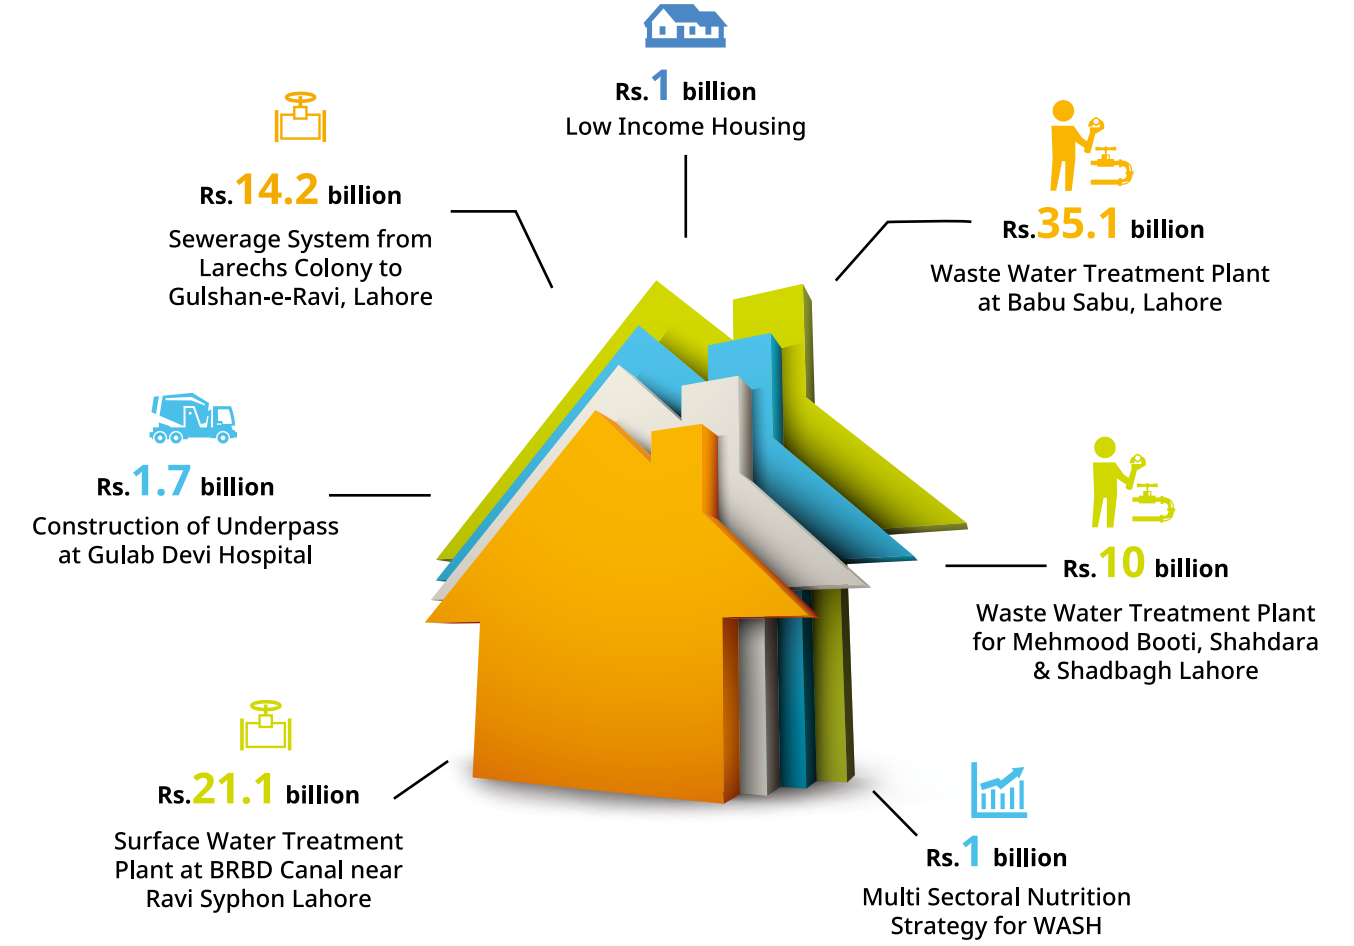 Rs.1 billion
Low Income Housing
Rs.14.2 billion
Sewerage System from
Larechs Colony to
Gulshan-e-Ravi, Lahore
Rs.35.1 billion
Waste Water Treatment Plant
at Babu Sabu, Lahore
Rs.1.7 billion
Construction of Underpass
at Gulab Devi Hospital
Rs.10 billion
Waste Water Treatment Plant
for Mehmood Booti, Shahdara
& Shadbagh Lahore
Rs.21.1 billion
Surface Water Treatment
Plant at BRBD Canal near
Ravi Syphon Lahore
Rs.1 billion
Multi Sectoral Nutrition
Strategy for WASH